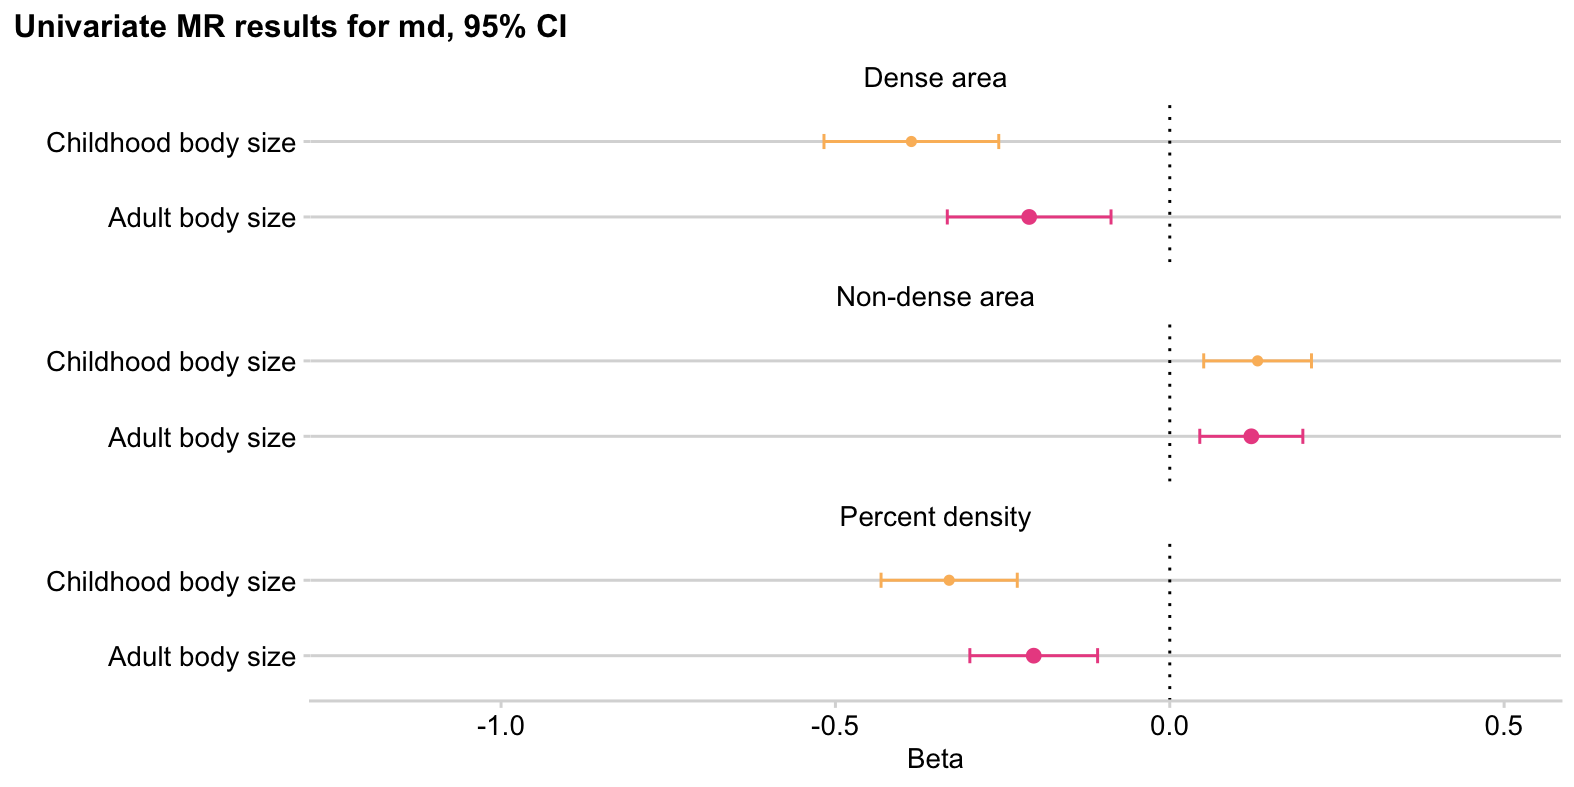 Univariate MR results for md, 95% CI
Dense area
Childhood body size
Adult body size
Non-dense area
Childhood body size
Adult body size
Percent density
Childhood body size
Adult body size
-1.0 -0.5 0.0 0.5
Beta